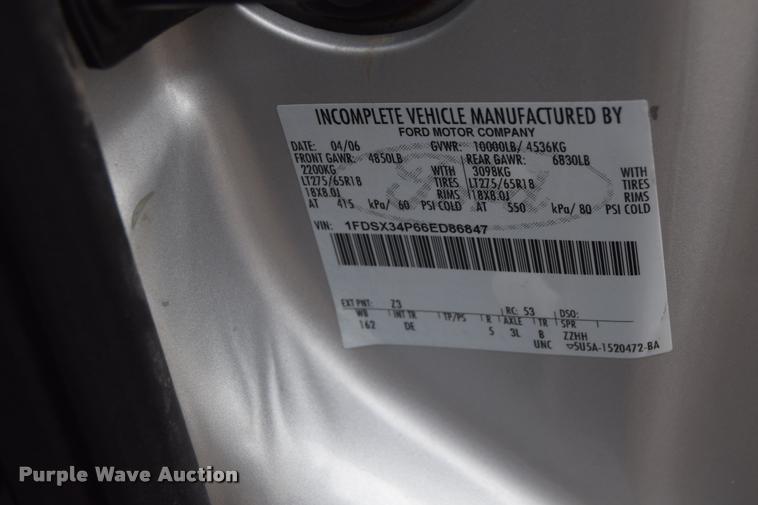 INCOMPLETE VEHICLE MANUFACTURED BY
FORD MOTOR COMPANY
DATE: 04/06 GVWR: 10000LB/ 4536KG
FRONT GAWR: 4850LB REAR GAWR: 6830LB
2200KG WITH 3098KG WITH
LT275/65R18 TIRES LT275/65R18 TIRES
18X8.0J RIMS 18X8.0J RIMS
AT 415 kPa/ 60 PSI COLD AT 550 kPa/ 80 PSI COLD
VIN: 1FDSX34P66ED86847
EXT PNT: Z3 RC: 53 DSO:
WB INT TR TP/PS R AXLE TR SPR
162 DE 5 3L B ZZHH
UNC 5U5A-1520472-BA
Purple Wave Auction